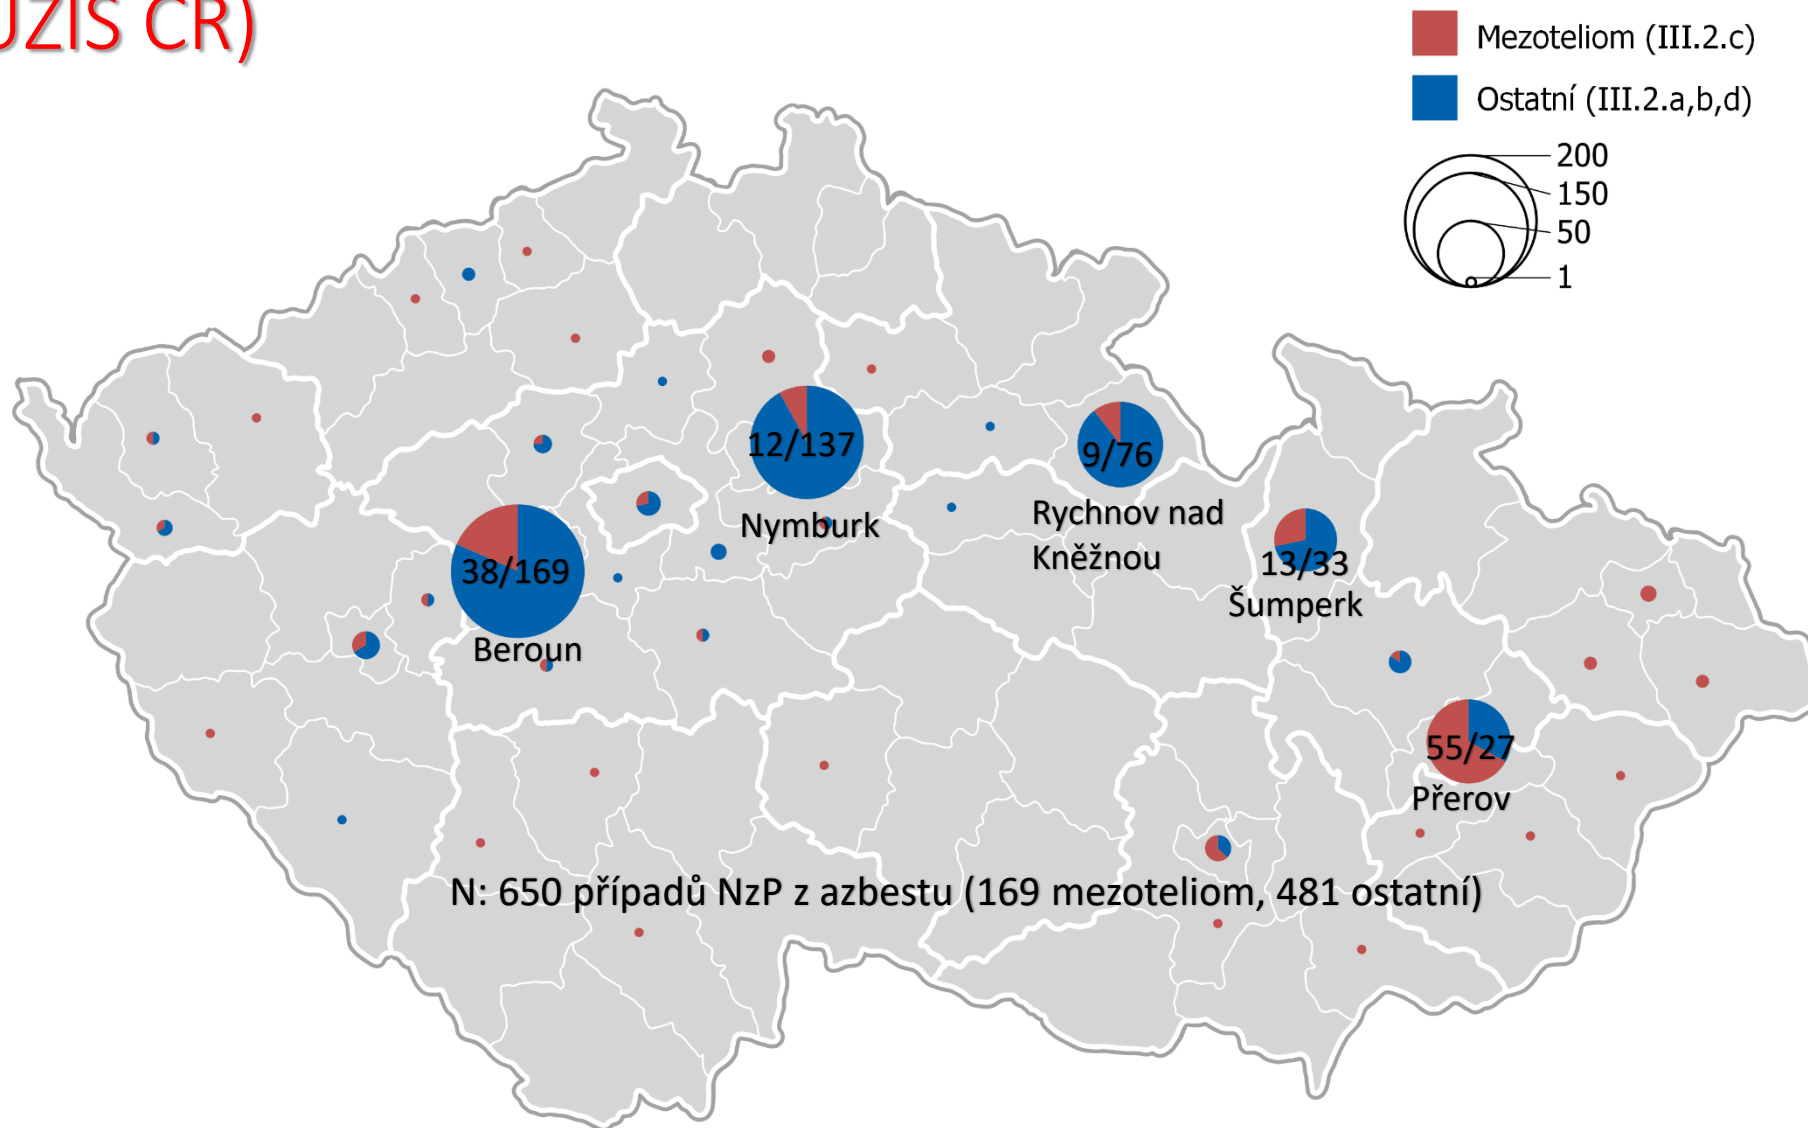 ÚZIS ČR)
Mezoteliom (III.2.c)
Ostatní (III.2.a,b,d)
200
150
50
1
12/137
Nymburk
9/76
Rychnov nad
Kněžnou
38/169
Beroun
13/33
Šumperk
55/27
Přerov
N: 650 případů NzP z azbestu (169 mezoteliom, 481 ostatní)